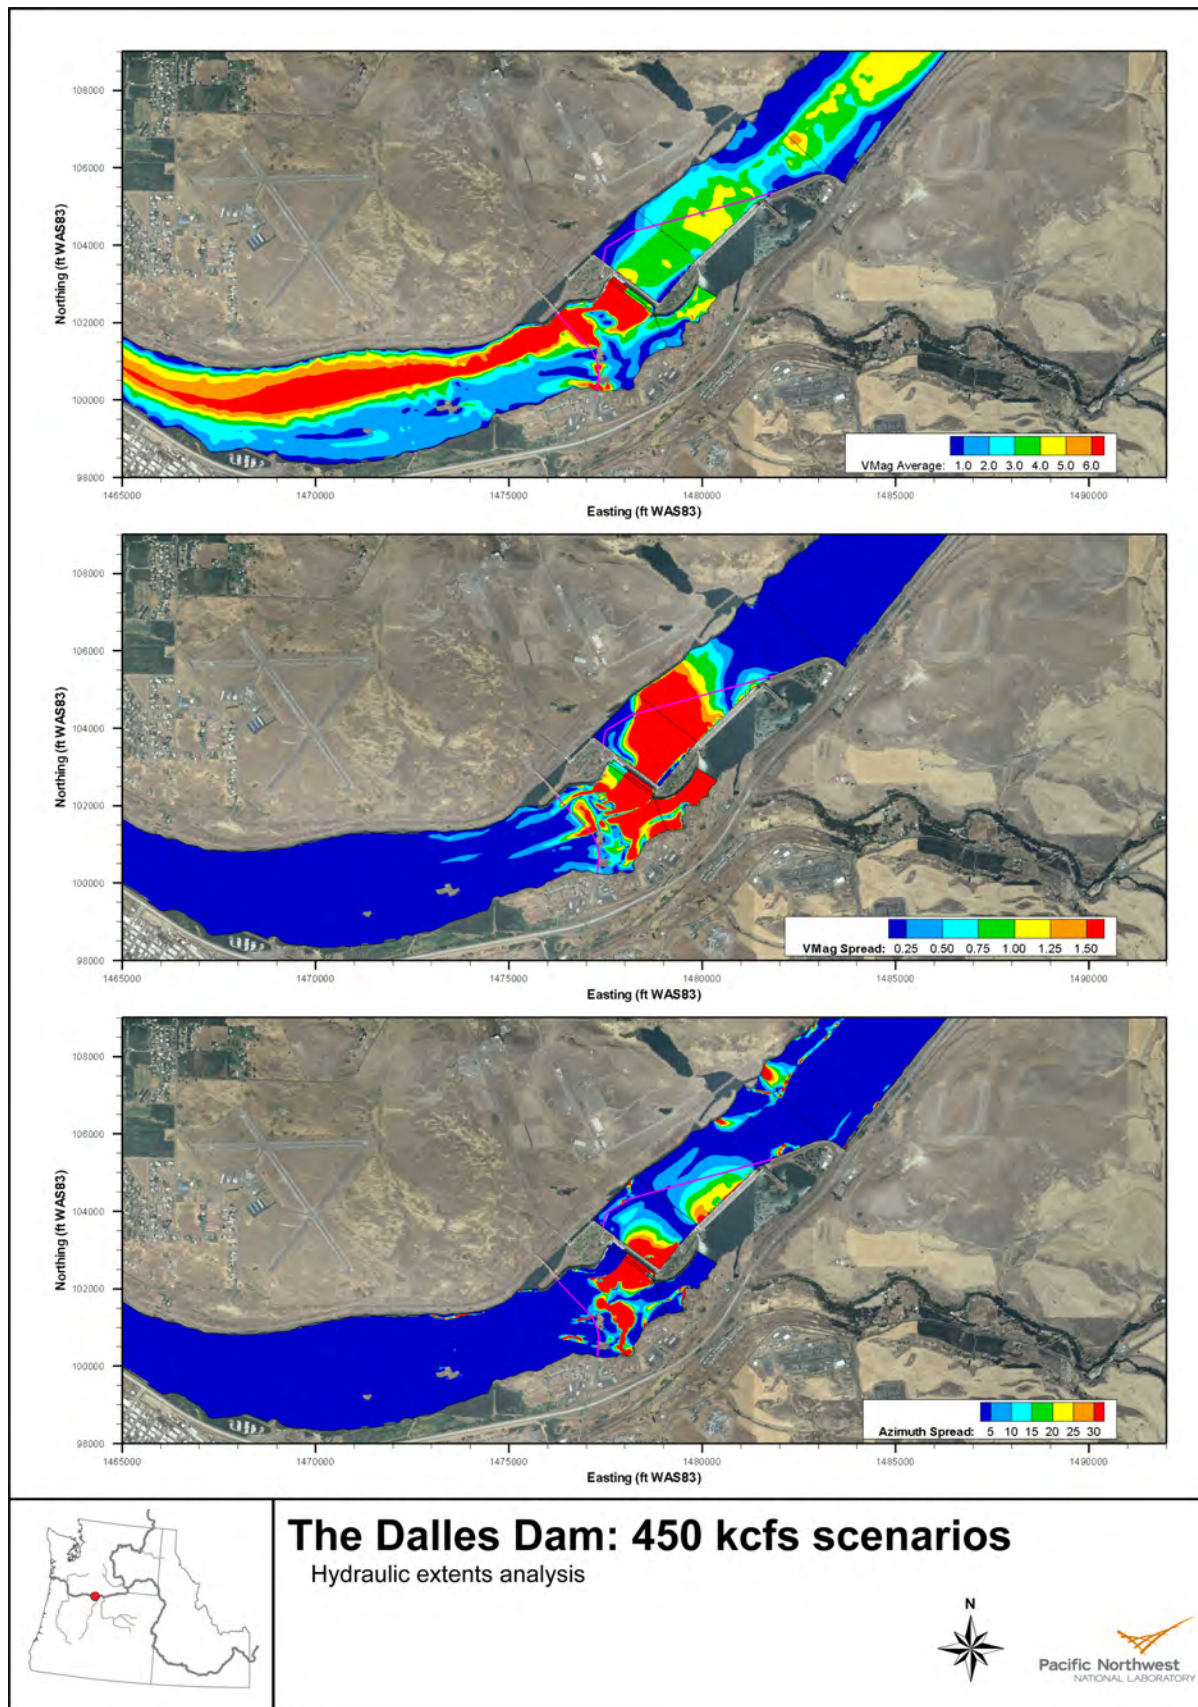 108000
106000
104000
102000
100000
98000
Northing (ft WAS83)
VMag Average: 1.0 2.0 3.0 4.0 5.0 6.0
1465000 1470000 1475000 1480000 1485000 1490000
Easting (ft WAS83)
108000
106000
104000
102000
100000
98000
Northing (ft WAS83)
VMag Spread: 0.25 0.50 0.75 1.00 1.25 1.50
1465000 1470000 1475000 1480000 1485000 1490000
Easting (ft WAS83)
108000
106000
104000
102000
100000
98000
Northing (ft WAS83)
Azimuth Spread: 5 10 15 20 25 30
1465000 1470000 1475000 1480000 1485000 1490000
Easting (ft WAS83)
The Dalles Dam: 450 kcfs scenarios
Hydraulic extents analysis
N
Pacific Northwest
NATIONAL LABORATORY